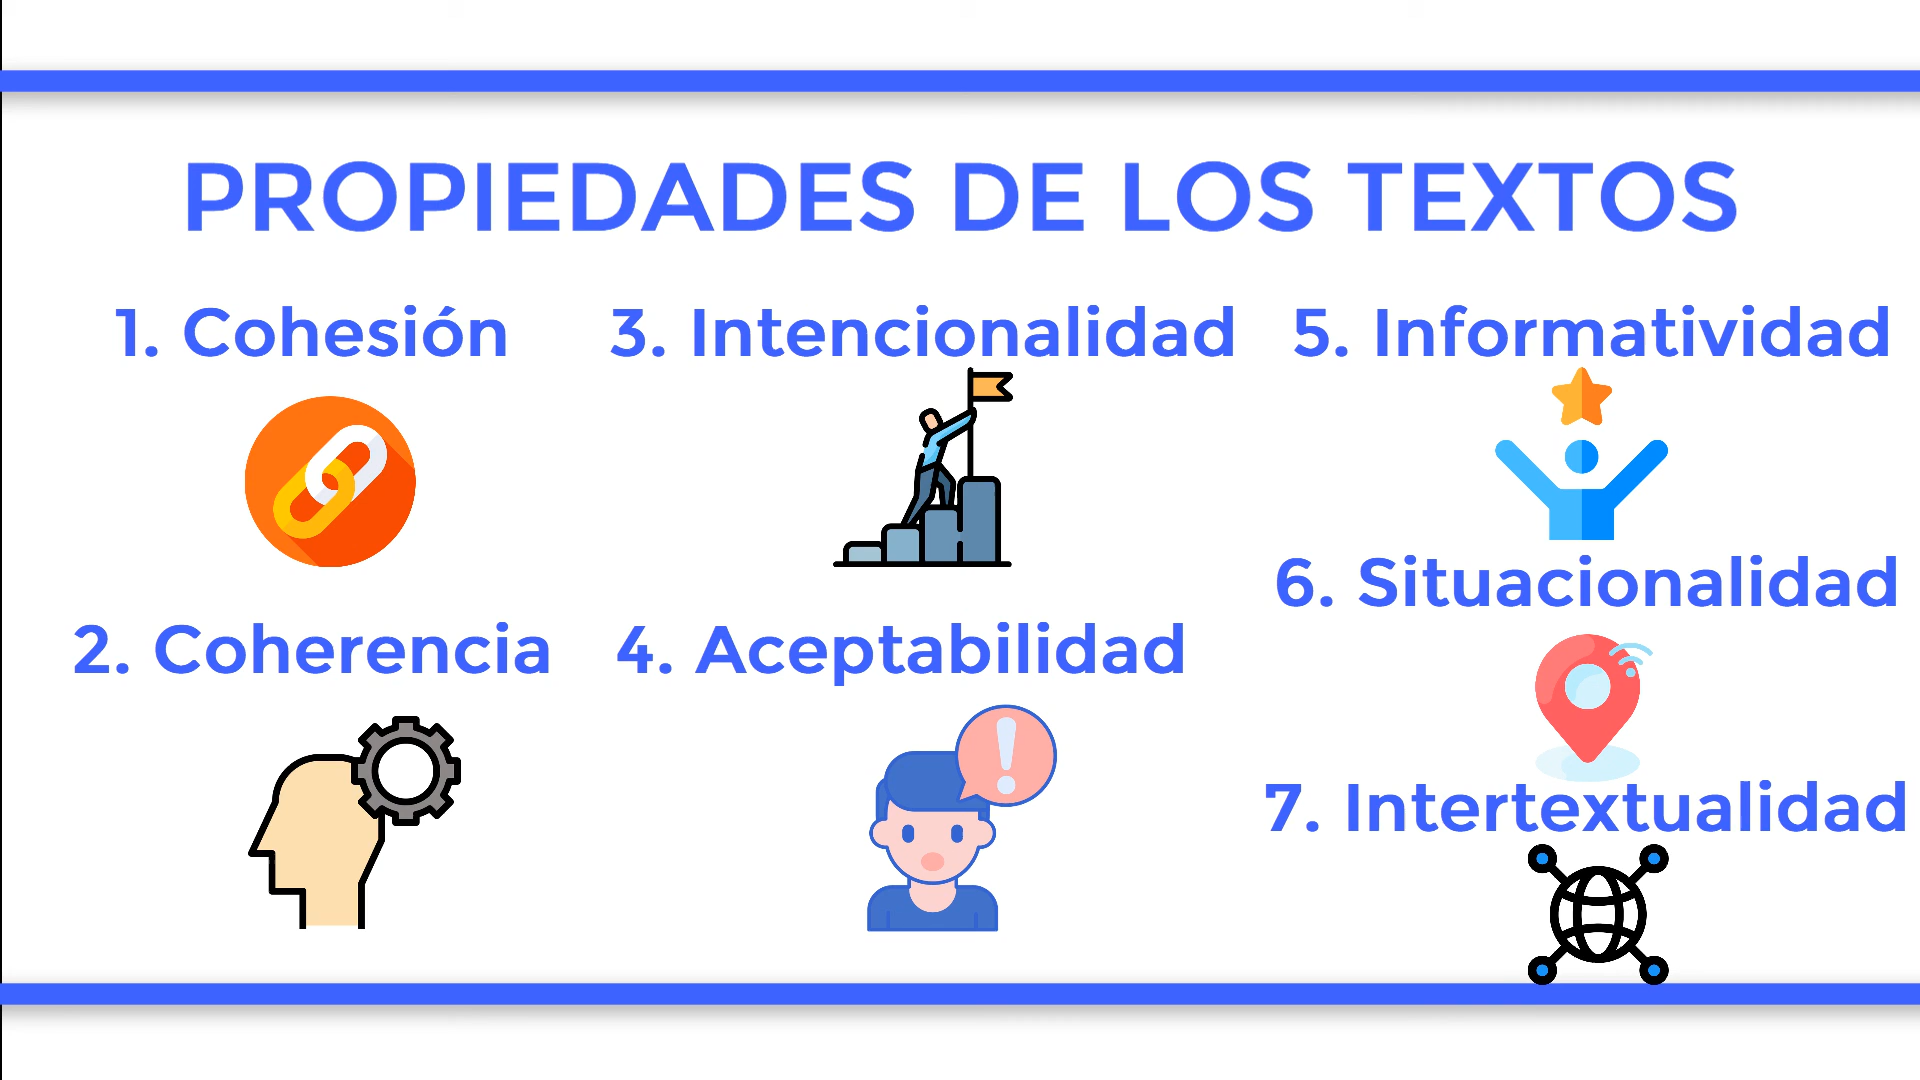 PROPIEDADES DE LOS TEXTOS
1. Cohesión
2. Coherencia
3. Intencionalidad
4. Aceptabilidad
5. Informatividad
6. Situacionalidad
7. Intertextualidad